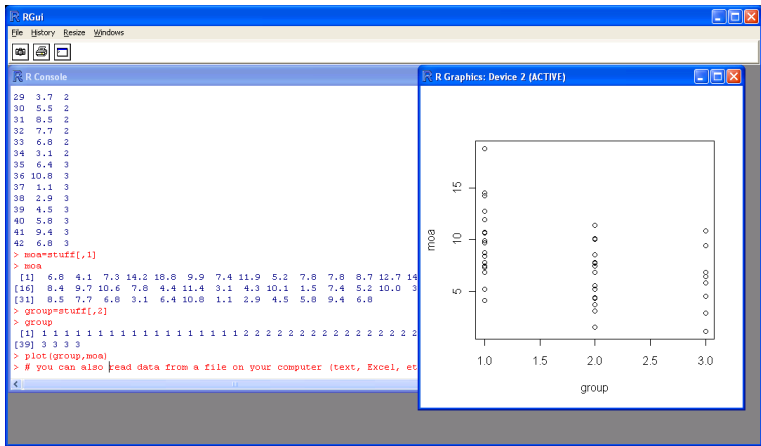 RGui
File History Resize Windows
R Console
29 3.7 2
30 5.5 2
31 8.5 2
32 7.7 2
33 6.8 2
34 3.1 2
35 6.4 3
36 10.8 3
37 1.1 3
38 2.9 3
39 4.5 3
40 5.8 3
41 9.4 3
42 6.8 3
> moa=stuff[,1]
> moa
[1] 6.8 4.1 7.3 14.2 18.8 9.9 7.4 11.9 5.2 7.8 7.8 8.7 12.7 14
[16] 8.4 9.7 10.6 7.8 4.4 11.4 3.1 4.3 10.1 1.5 7.4 5.2 10.0 3
[31] 8.5 7.7 6.8 3.1 6.4 10.8 1.1 2.9 4.5 5.8 9.4 6.8
> group=stuff[,2]
> group
[1] 1 1 1 1 1 1 1 1 1 1 1 1 1 1 1 1 1 1 2 2 2 2 2 2 2 2 2 2 2 2 2 2 2
[39] 3 3 3 3
> plot(group,moa)
> # you can also read data from a file on your computer (text, Excel, et
R Graphics: Device 2 (ACTIVE)
moa
15
10
5
1.0 1.5 2.0 2.5 3.0
group